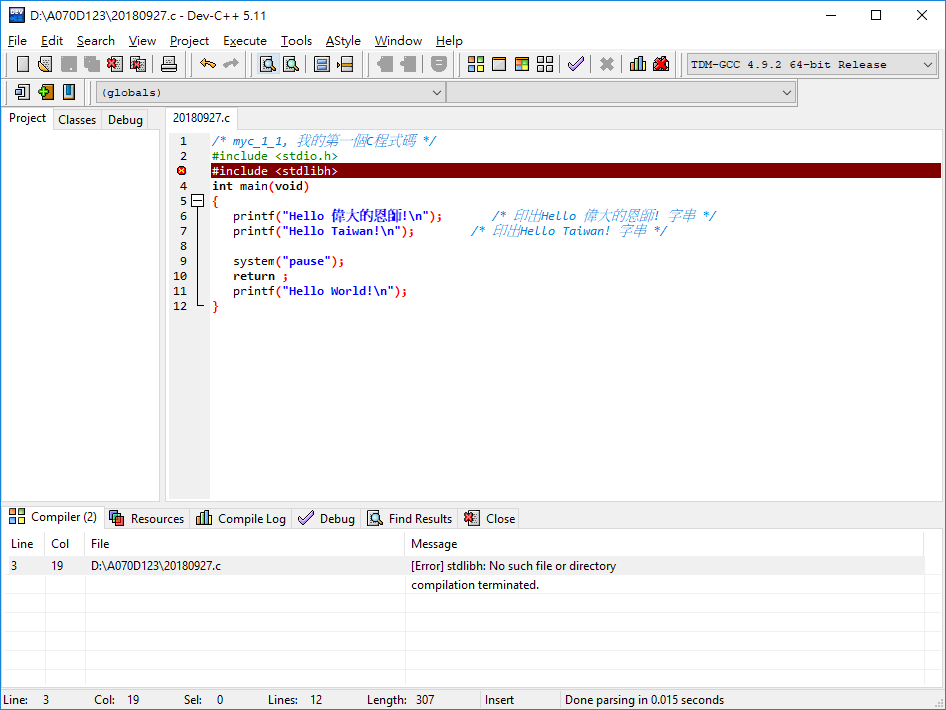 D:\A070D123\20180927.c - Dev-C++ 5.11
File Edit Search View Project Execute Tools AStyle Window Help
TDM-GCC 4.9.2 64-bit Release
(globals)
Project Classes Debug
20180927.c
1 /* myc_1_1, 我的第一個C程式碼 */
2 #include <stdio.h>
#include <stdlibh>
4 int main(void)
5 {
6 printf("Hello 偉大的恩師!\n"); /* 印出Hello 偉大的恩師! 字串 */
7 printf("Hello Taiwan!\n"); /* 印出Hello Taiwan! 字串 */
8
9 system("pause");
10 return ;
11 printf("Hello World!\n");
12 }
Compiler (2) Resources Compile Log Debug Find Results Close
Line Col File Message
3 19 D:\A070D123\20180927.c [Error] stdlibh: No such file or directory
compilation terminated.
Line: 3 Col: 19 Sel: 0 Lines: 12 Length: 307 Insert Done parsing in 0.015 seconds